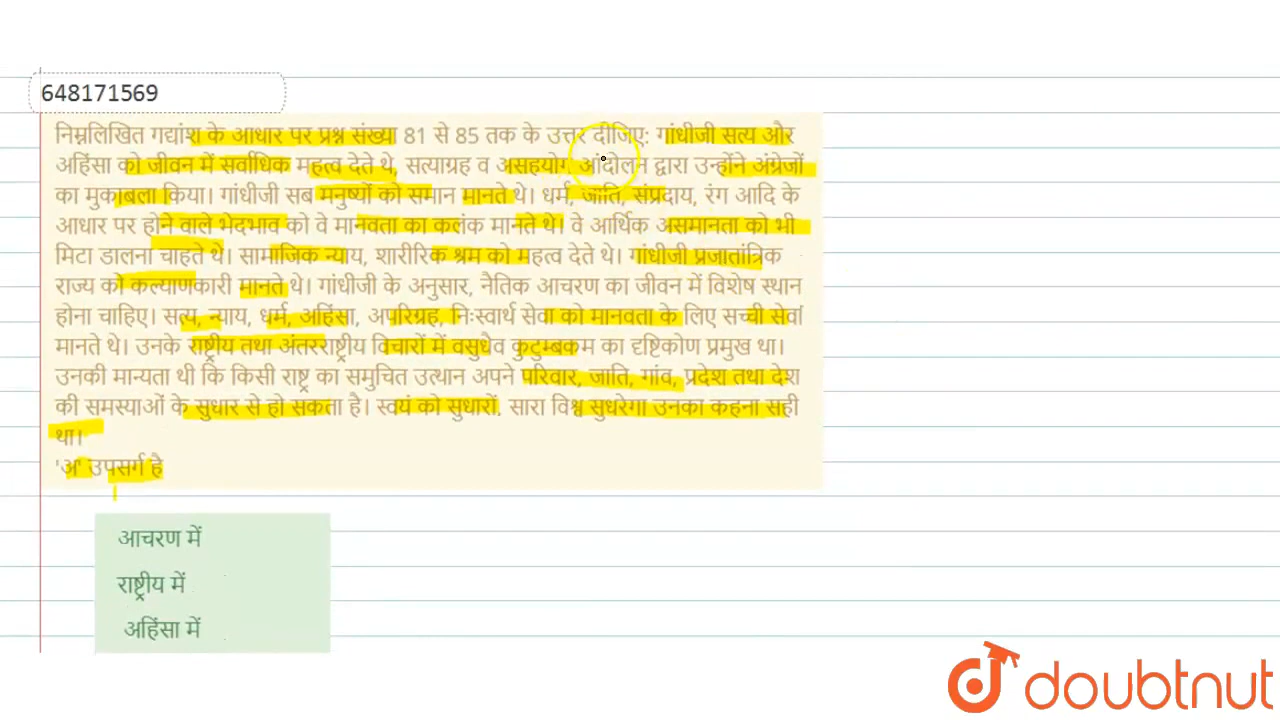 648171569
निम्नलिखित गद्यांश के आधार पर प्रश्न संख्या 81 से 85 तक के उत्तर दीजिए: गांधीजी सत्य और
अहिंसा को जीवन में सर्वाधिक महत्व देते थे, सत्याग्रह व असहयोग आंदोलन द्वारा उन्होंने अंग्रेजों
का मुकाबला किया। गांधीजी सब मनुष्यों को समान मानते थे। धर्म, जाति, संप्रदाय, रंग आदि के
आधार पर होने वाले भेदभाव को वे मानवता का कलंक मानते थे। वे आर्थिक असमानता को भी
मिटा डालना चाहते थे। सामाजिक न्याय, शारीरिक श्रम को महत्व देते थे। गांधीजी प्रजातांत्रिक
राज्य को कल्याणकारी मानते थे। गांधीजी के अनुसार, नैतिक आचरण का जीवन में विशेष स्थान
होना चाहिए। सत्य, न्याय, धर्म, अहिंसा, अपरिग्रह, निःस्वार्थ सेवा को मानवता के लिए सच्ची सेवा
मानते थे। उनके राष्ट्रीय तथा अंतरराष्ट्रीय विचारों में वसुधैव कुटुम्बकम का दृष्टिकोण प्रमुख था।
उनकी मान्यता थी कि किसी राष्ट्र का समुचित उत्थान अपने परिवार, जाति, गांव, प्रदेश तथा देश
की समस्याओं के सुधार से हो सकता है। स्वयं को सुधारों, सारा विश्व सुधरेगा उनका कहना सही
था।
'अ' उपसर्ग है
आचरण में
राष्ट्रीय में
अहिंसा में
doubtnut